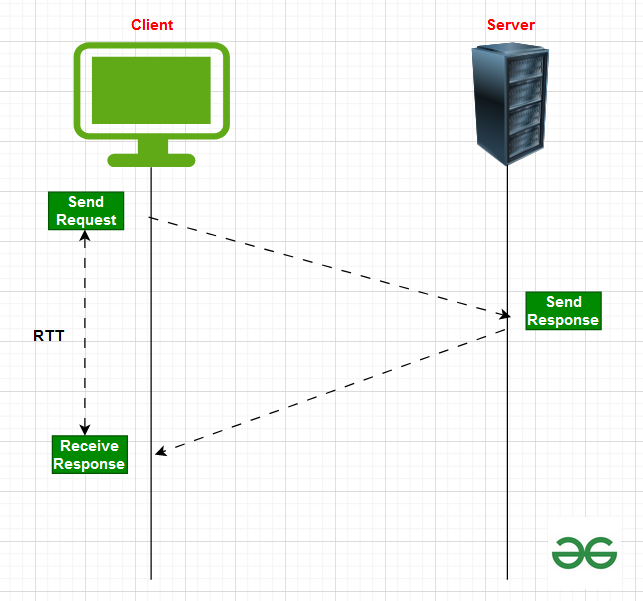 Client
Server
Send
Request
Send
Response
RTT
Receive
Response